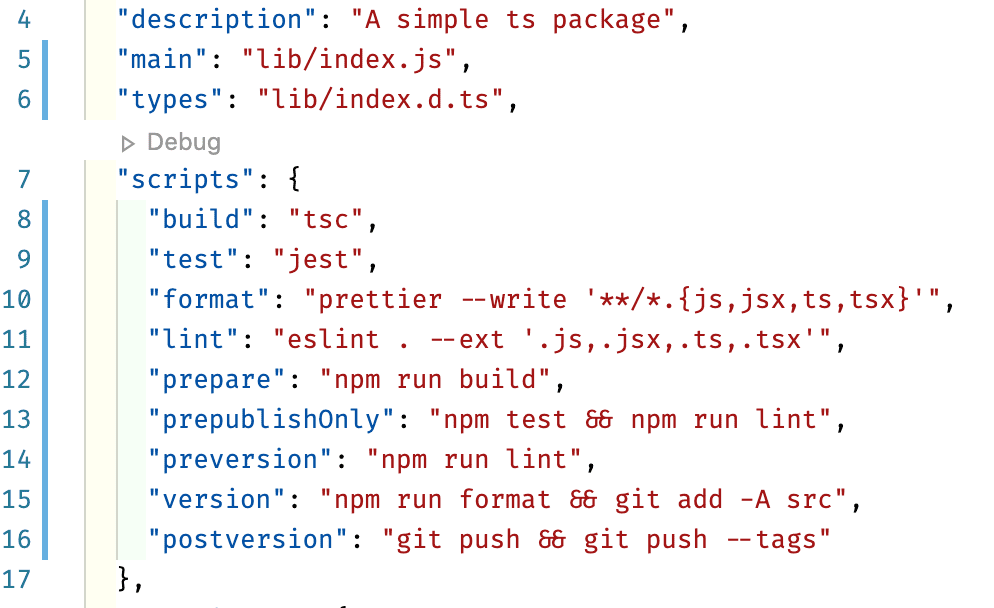 4 "description": "A simple ts package",
5 "main": "lib/index.js",
6 "types": "lib/index.d.ts",
Debug
7 "scripts": {
8 "build": "tsc",
9 "test": "jest",
10 "format": "prettier --write '**/*.{js,jsx,ts,tsx}'",
11 "lint": "eslint . --ext '.js,.jsx,.ts,.tsx'",
12 "prepare": "npm run build",
13 "prepublishOnly": "npm test && npm run lint",
14 "preversion": "npm run lint",
15 "version": "npm run format && git add -A src",
16 "postversion": "git push && git push --tags"
17 },